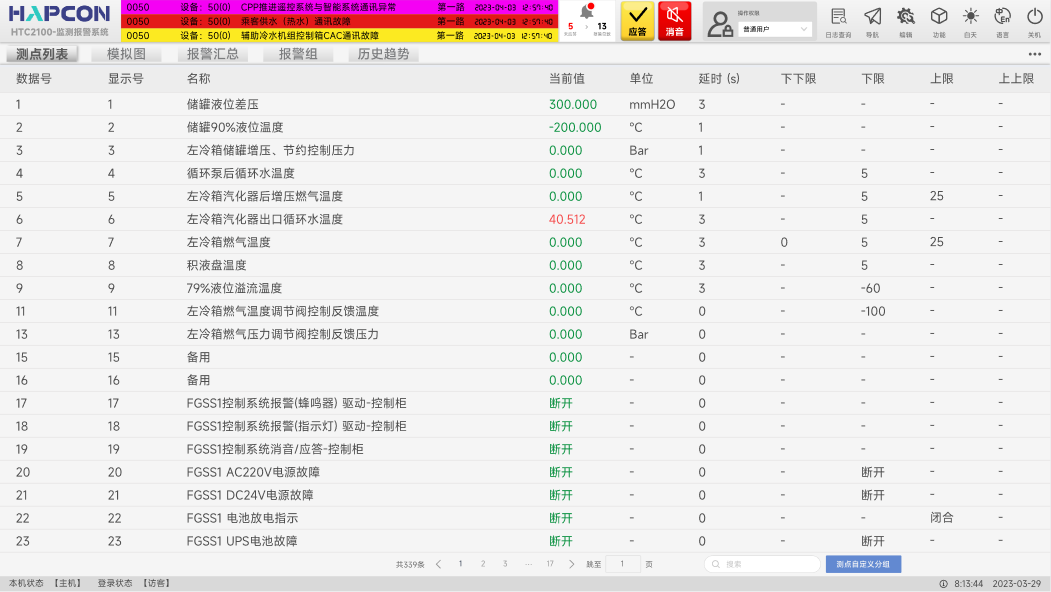 HAPCON
HTC2100-监测报警系统
0050 设备：50(0) CPP推进遥控系统与智能系统通讯异常 第一路 2023-04-03 12:57:40
0050 设备：50(0) 乘客供水（热水）通讯故障 第一路 2023-04-03 12:57:40
0050 设备：50(0) 辅助冷水机组控制箱CAC通讯故障 第一路 2023-04-03 12:57:40
5 13
应答 消音
操作权限
普通用户
日志查询 导航 编辑 功能 白天 语言 关机
测点列表 模拟图 报警汇总 报警组 历史趋势
数据号 显示号 名称 当前值 单位 延时 (s) 下下限 下限 上限 上上限
1 1 储罐液位差压 300.000 mmH2O 3 - - - -
2 2 储罐90%液位温度 -200.000 ℃ 1 - - - -
3 3 左冷箱储罐增压、节约控制压力 0.000 Bar 1 - - - -
4 4 循环泵后循环水温度 0.000 ℃ 3 - 5 - -
5 5 左冷箱汽化器后增压燃气温度 0.000 ℃ 1 - 5 25 -
6 6 左冷箱汽化器出口循环水温度 40.512 ℃ 3 - 5 - -
7 7 左冷箱燃气温度 0.000 ℃ 3 0 5 25 -
8 8 积液盘温度 0.000 ℃ 3 - 5 - -
9 9 79%液位溢流温度 0.000 ℃ 3 - -60 - -
11 11 左冷箱燃气温度调节阀控制反馈温度 0.000 ℃ 0 - -100 - -
13 13 左冷箱燃气压力调节阀控制反馈压力 0.000 Bar 0 - - - -
15 15 备用 0.000 - 0 - - - -
16 16 备用 0.000 - 0 - - - -
17 17 FGSS1控制系统报警(蜂鸣器) 驱动-控制柜 断开 - 0 - - - -
18 18 FGSS1控制系统报警(指示灯) 驱动-控制柜 断开 - 0 - - - -
19 19 FGSS1控制系统消音/应答-控制柜 断开 - 0 - - - -
20 20 FGSS1 AC220V电源故障 断开 - 0 - 断开 - -
21 21 FGSS1 DC24V电源故障 断开 - 0 - 断开 - -
22 22 FGSS1 电池放电指示 断开 - 0 - - 闭合 -
23 23 FGSS1 UPS电池故障 断开 - 0 - 断开 - -
共339条 1 2 3 ··· 17 跳至 1 页 搜索 测点自定义分组
本机状态 【主机】 登录状态 【访客】 8:13:44 2023-03-29